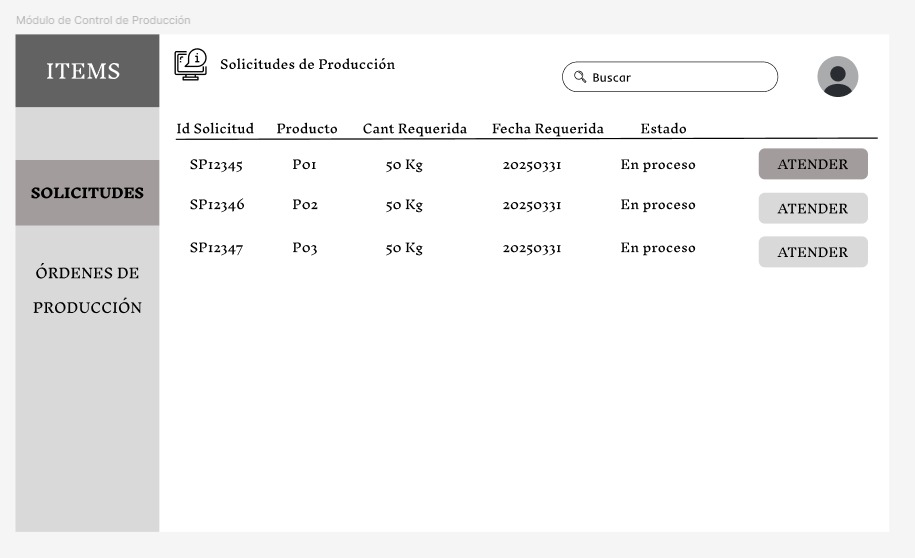 Módulo de Control de Producción
ITEMS
Solicitudes de Producción
Buscar
Id Solicitud Producto Cant Requerida Fecha Requerida Estado
SP12345 P01 50 Kg 20250331 En proceso ATENDER
SOLICITUDES
SP12346 P02 50 Kg 20250331 En proceso ATENDER
SP12347 P03 50 Kg 20250331 En proceso ATENDER
ÓRDENES DE
PRODUCCIÓN